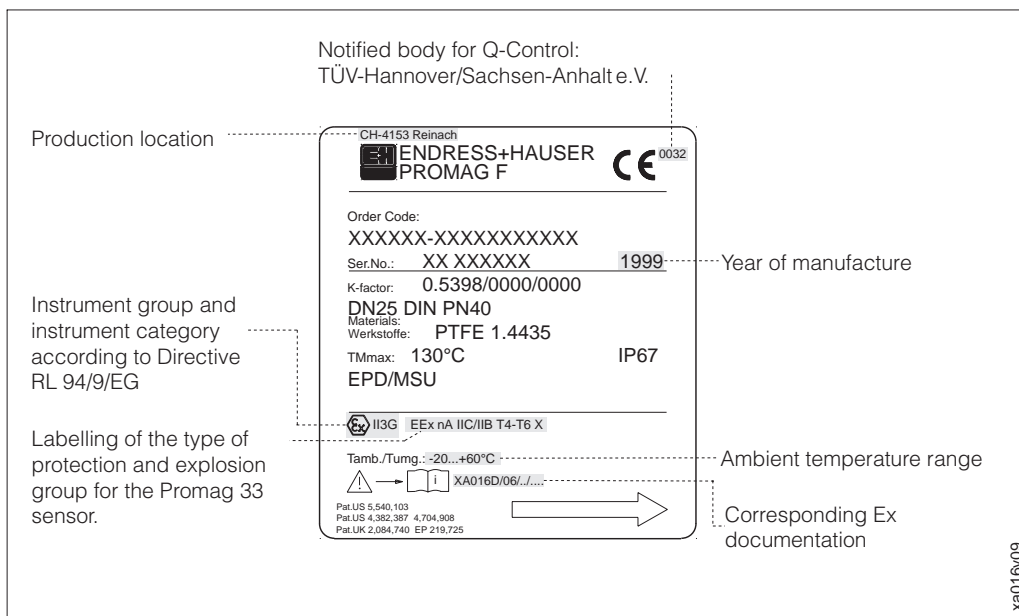 Notified body for Q-Control:
TÜV-Hannover/Sachsen-Anhalt e.V.
Production location
CH-4153 Reinach
E+H ENDRESS+HAUSER
PROMAG F
CE 0032
Order Code:
XXXXXX-XXXXXXXXXXX
Ser.No.: XX XXXXXX 1999
Year of manufacture
K-factor: 0.5398/0000/0000
DN25 DIN PN40
Materials:
Werkstoffe: PTFE 1.4435
TMmax: 130°C IP67
EPD/MSU
Instrument group and
instrument category
according to Directive
RL 94/9/EG
Ex II3G EEx nA IIC/IIB T4-T6 X
Labelling of the type of
protection and explosion
group for the Promag 33
sensor.
Tamb./Tumg.: -20...+60°C
Ambient temperature range
i XA016D/06/../....
Corresponding Ex
documentation
Pat.US 5,540,103
Pat.US 4,382,387 4,704,908
Pat.UK 2,084,740 EP 219,725
xa016y09